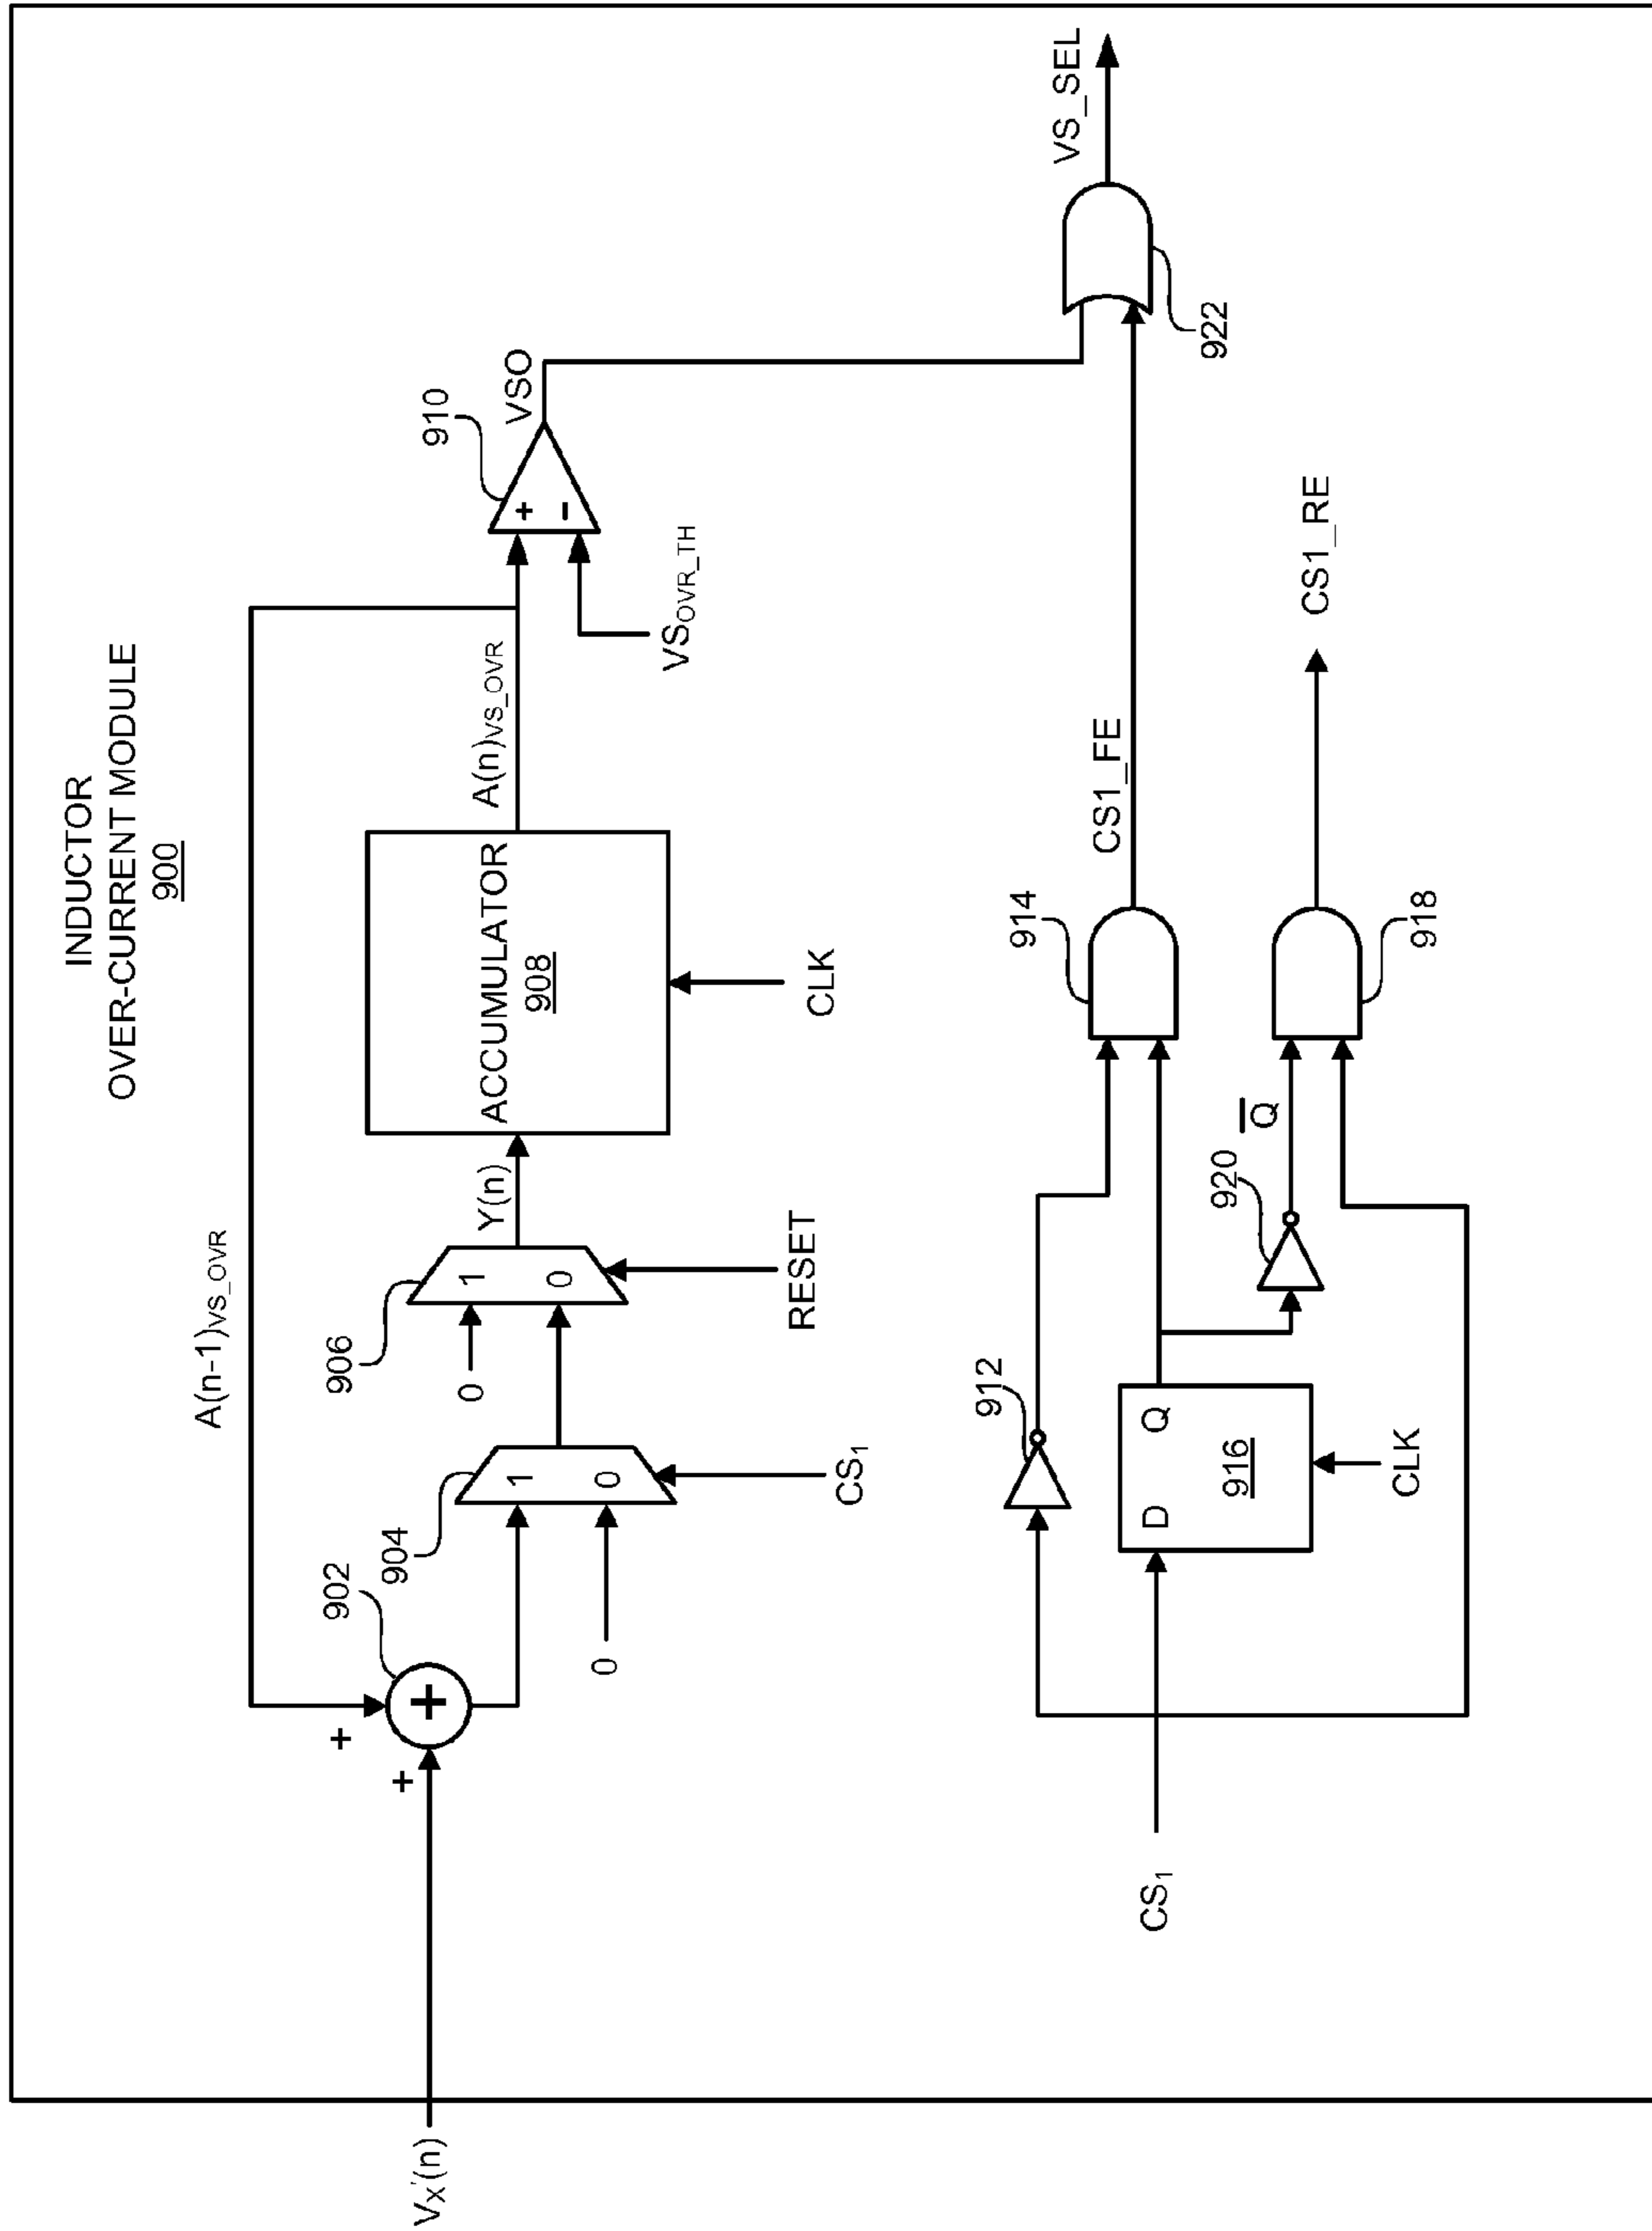 INDUCTOR
OVER-CURRENT MODULE
900
A(n-1)VS_OVR
Vx'(n)
+
+
+
902
904
1
0
0
CS1
906
1
0
0
RESET
Y(n)
ACCUMULATOR
908
CLK
A(n)VS_OVR
910
+
-
VSO
VSOVR_TH
CS1
912
D
Q
916
CLK
920
Q̅
914
CS1_FE
918
CS1_RE
922
VS_SEL